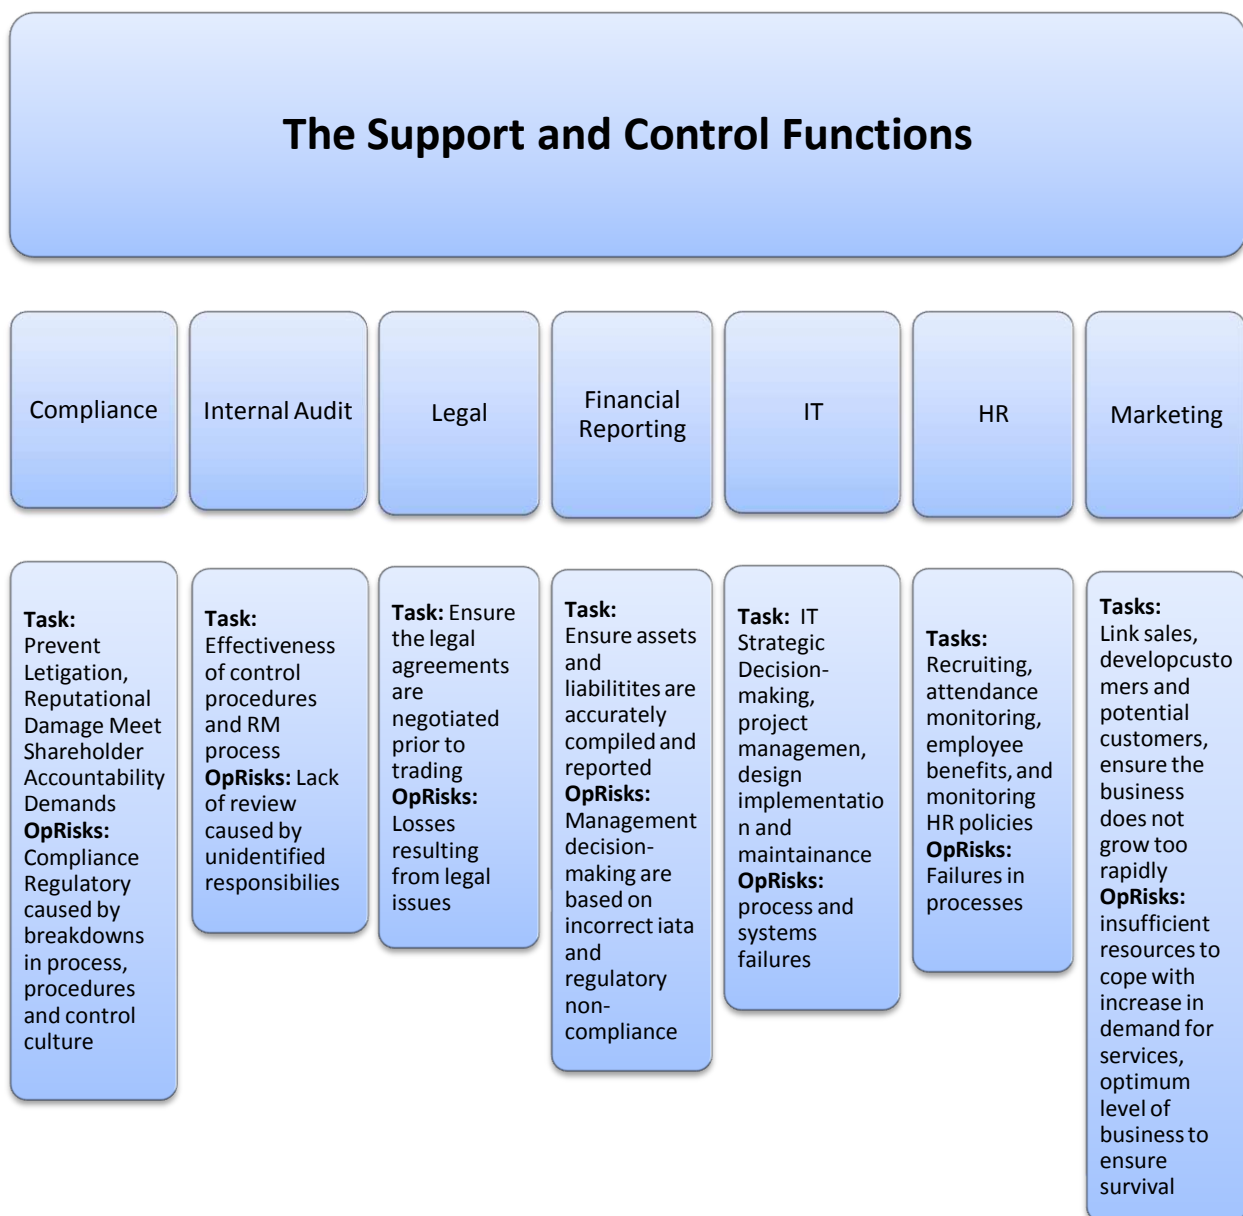 The Support and Control Functions
Compliance
Internal Audit
Legal
Financial
Reporting
IT
HR
Marketing
Task:
Prevent
Letigation,
Reputational
Damage Meet
Shareholder
Accountability
Demands
OpRisks:
Compliance
Regulatory
caused by
breakdowns
in process,
procedures
and control
culture
Task:
Effectiveness
of control
procedures
and RM
process
OpRisks: Lack
of review
caused by
unidentified
responsibilies
Task: Ensure
the legal
agreements
are
negotiated
prior to
trading
OpRisks:
Losses
resulting
from legal
issues
Task:
Ensure assets
and
liabilitites are
accurately
compiled and
reported
OpRisks:
Management
decision-
making are
based on
incorrect iata
and
regulatory
non-
compliance
Task: IT
Strategic
Decision-
making,
project
managemen,
design
implementatio
n and
maintainance
OpRisks:
process and
systems
failures
Tasks:
Recruiting,
attendance
monitoring,
employee
benefits, and
monitoring
HR policies
OpRisks:
Failures in
processes
Tasks:
Link sales,
developcusto
mers and
potential
customers,
ensure the
business
does not
grow too
rapidly
OpRisks:
insufficient
resources to
cope with
increase in
demand for
services,
optimum
level of
business to
ensure
survival